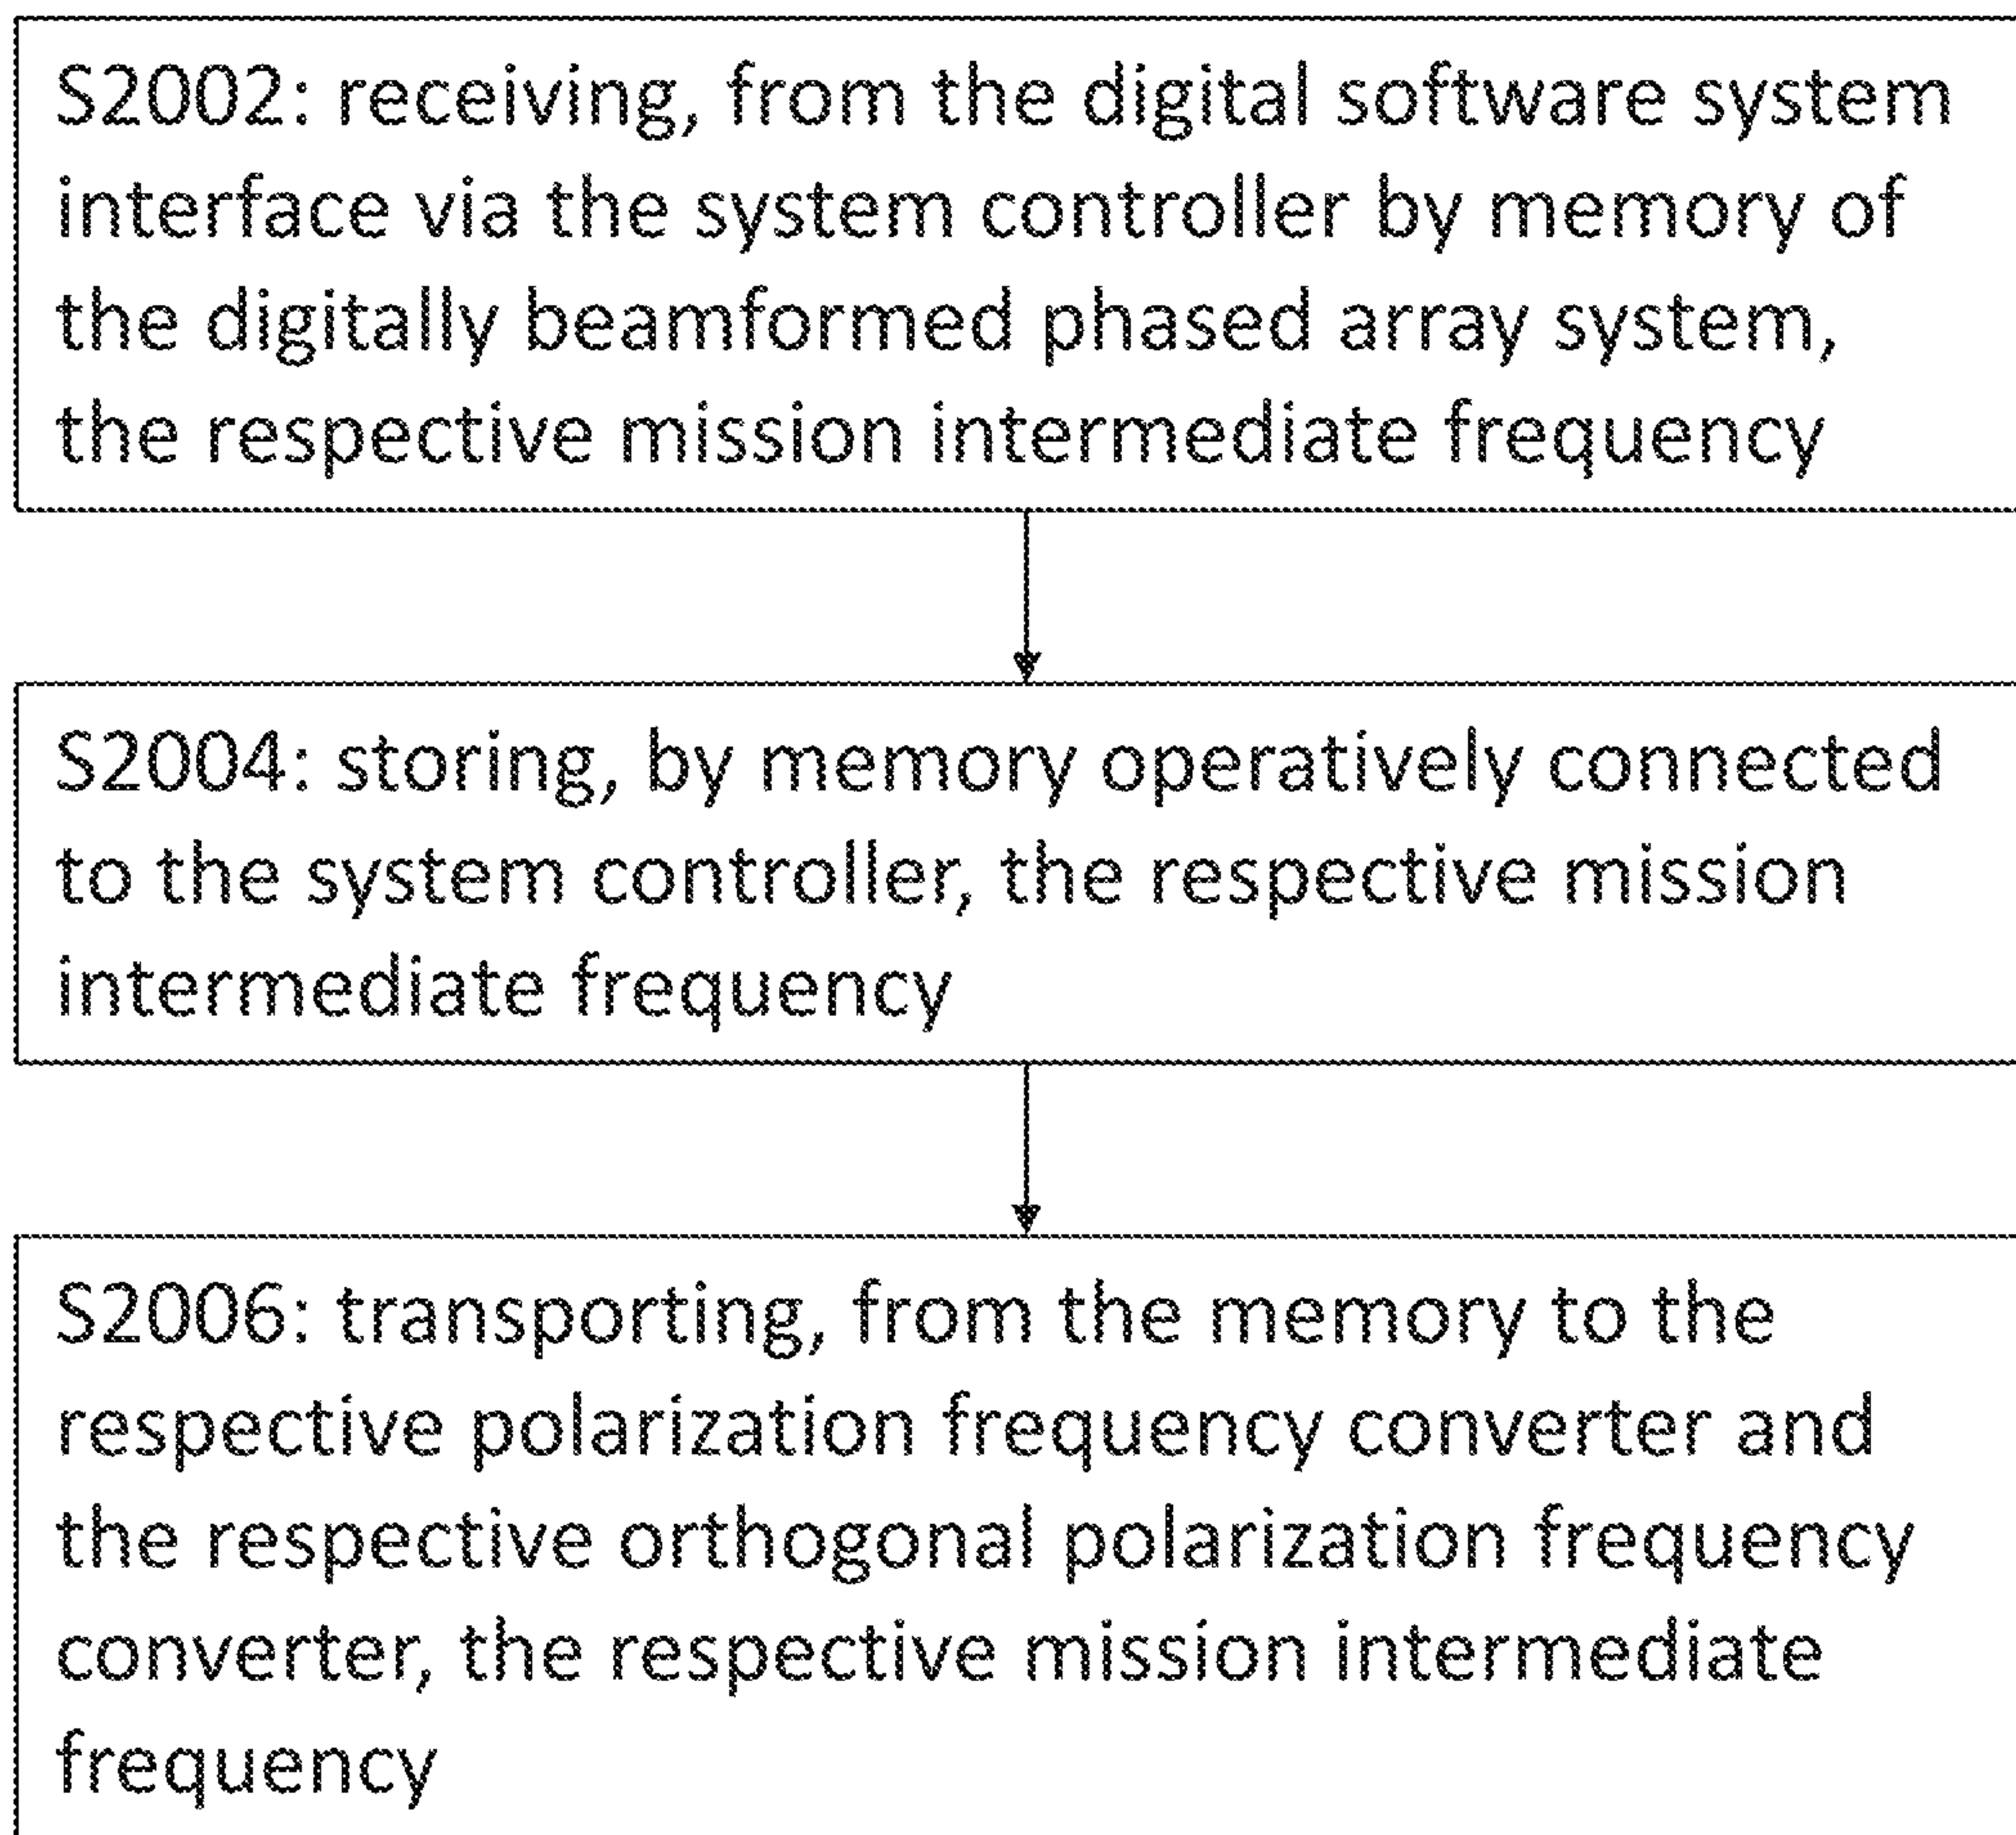 S2002: receiving, from the digital software system
interface via the system controller by memory of
the digitally beamformed phased array system,
the respective mission intermediate frequency
S2004: storing, by memory operatively connected
to the system controller, the respective mission
intermediate frequency
S2006: transporting, from the memory to the
respective polarization frequency converter and
the respective orthogonal polarization frequency
converter, the respective mission intermediate
frequency